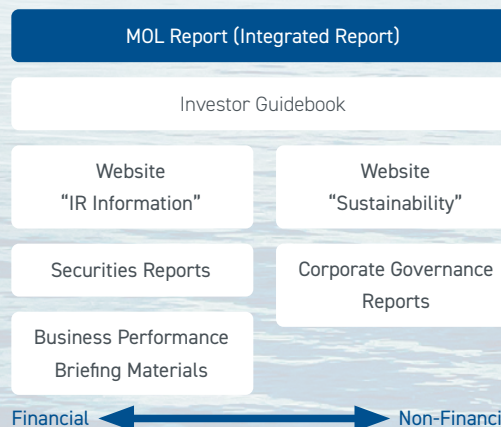 MOL Report (Integrated Report)
Investor Guidebook
Website
“IR Information”
Website
“Sustainability”
Securities Reports
Corporate Governance
Reports
Business Performance
Briefing Materials
Financial
Non-Financi